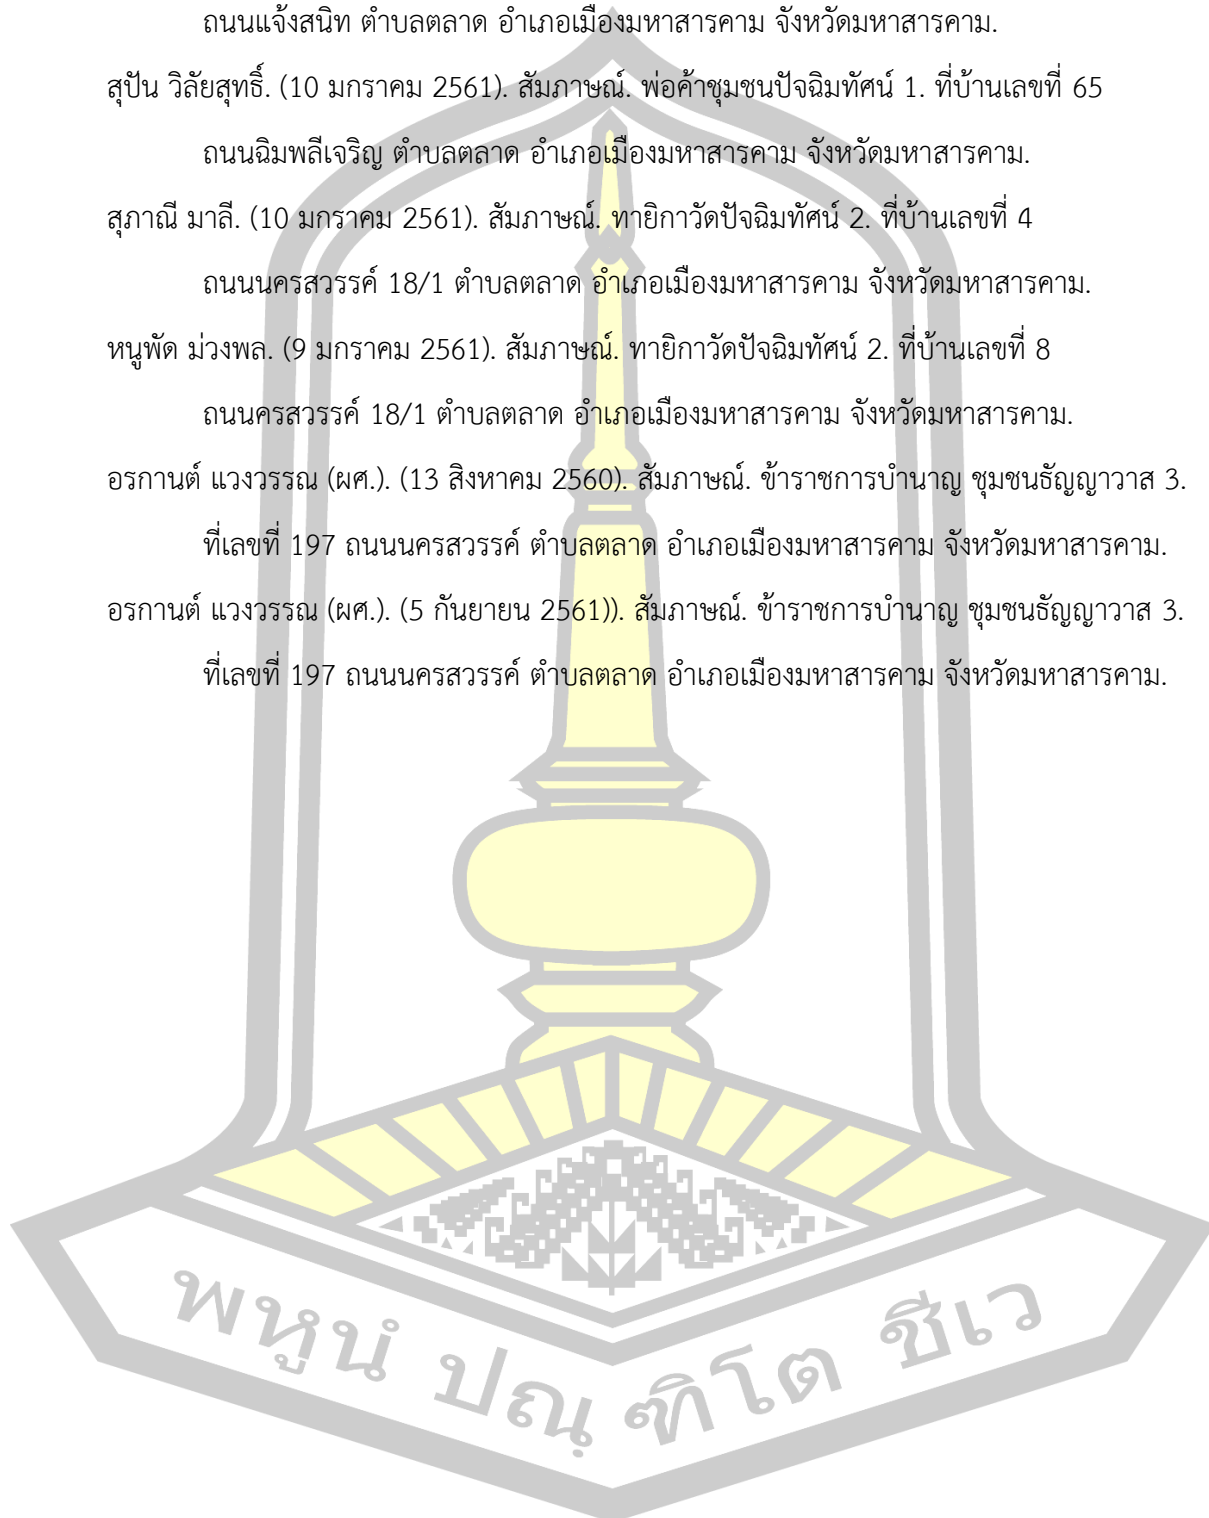 ถนนแจ้งสนิท ตำบลตลาด อำเภอเมืองมหาสารคาม จังหวัดมหาสารคาม.
สุปัน วิลัยสุทธิ์. (10 มกราคม 2561). สัมภาษณ์. พ่อค้าชุมชนปัจฉิมทัศน์ 1. ที่บ้านเลขที่ 65
ถนนฉิมพลีเจริญ ตำบลตลาด อำเภอเมืองมหาสารคาม จังหวัดมหาสารคาม.
สุภาณี มาลี. (10 มกราคม 2561). สัมภาษณ์. ทายิกาวัดปัจฉิมทัศน์ 2. ที่บ้านเลขที่ 4
ถนนนครสวรรค์ 18/1 ตำบลตลาด อำเภอเมืองมหาสารคาม จังหวัดมหาสารคาม.
หนูพัด ม่วงพล. (9 มกราคม 2561). สัมภาษณ์. ทายิกาวัดปัจฉิมทัศน์ 2. ที่บ้านเลขที่ 8
ถนนครสวรรค์ 18/1 ตำบลตลาด อำเภอเมืองมหาสารคาม จังหวัดมหาสารคาม.
อรกานต์ แวงวรรณ (ผศ.). (13 สิงหาคม 2560). สัมภาษณ์. ข้าราชการบำนาญ ชุมชนธัญญาวาส 3.
ที่เลขที่ 197 ถนนนครสวรรค์ ตำบลตลาด อำเภอเมืองมหาสารคาม จังหวัดมหาสารคาม.
อรกานต์ แวงวรรณ (ผศ.). (5 กันยายน 2561)). สัมภาษณ์. ข้าราชการบำนาญ ชุมชนธัญญาวาส 3.
ที่เลขที่ 197 ถนนนครสวรรค์ ตำบลตลาด อำเภอเมืองมหาสารคาม จังหวัดมหาสารคาม.
พหูนํ ปณฺ ฑิโต ชีเว